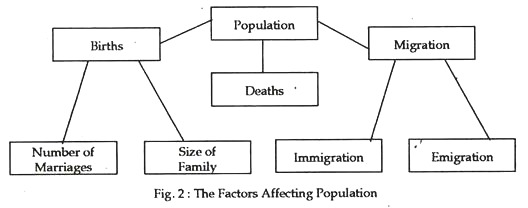 Population
Births
Migration
Deaths
Number of
Marriages
Size of
Family
Immigration
Emigration
Fig. 2 : The Factors Affecting Population